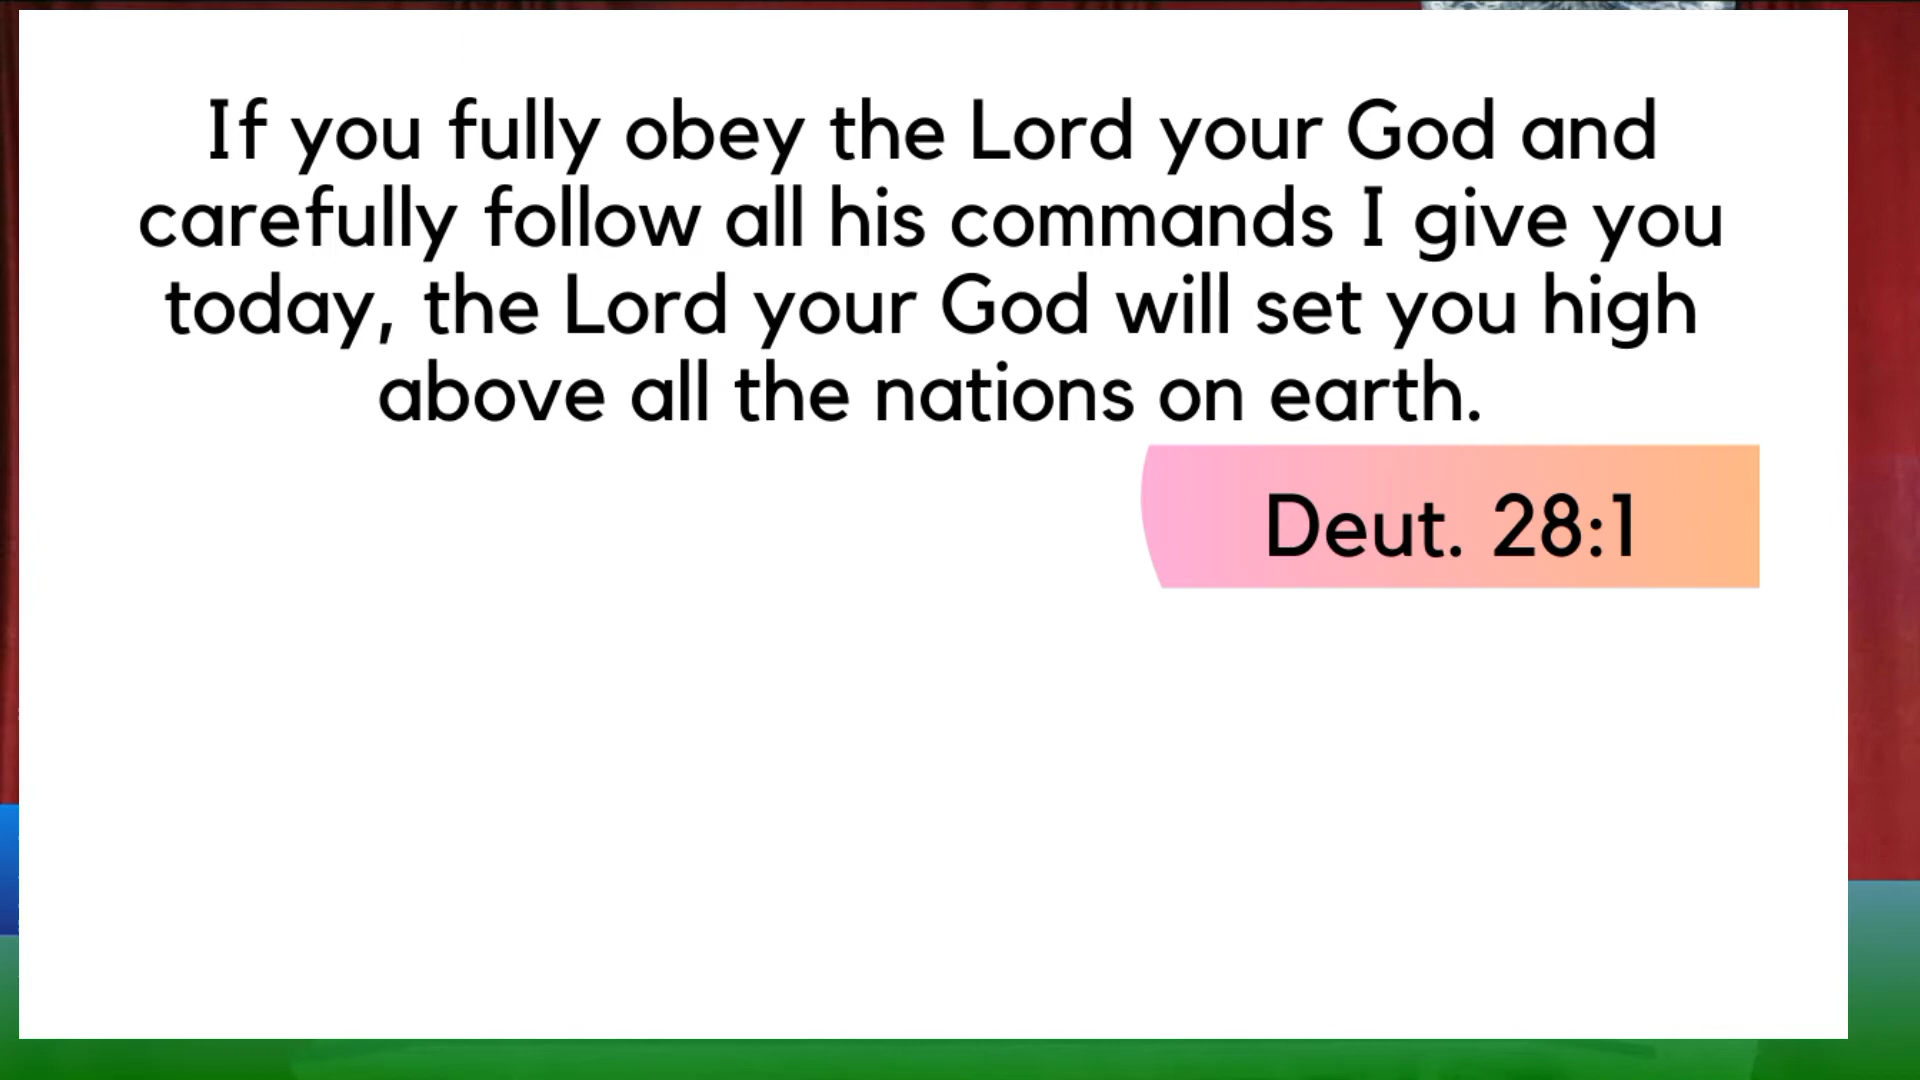 If you fully obey the Lord your God and
carefully follow all his commands I give you
today, the Lord your God will set you high
above all the nations on earth.
Deut. 28:1